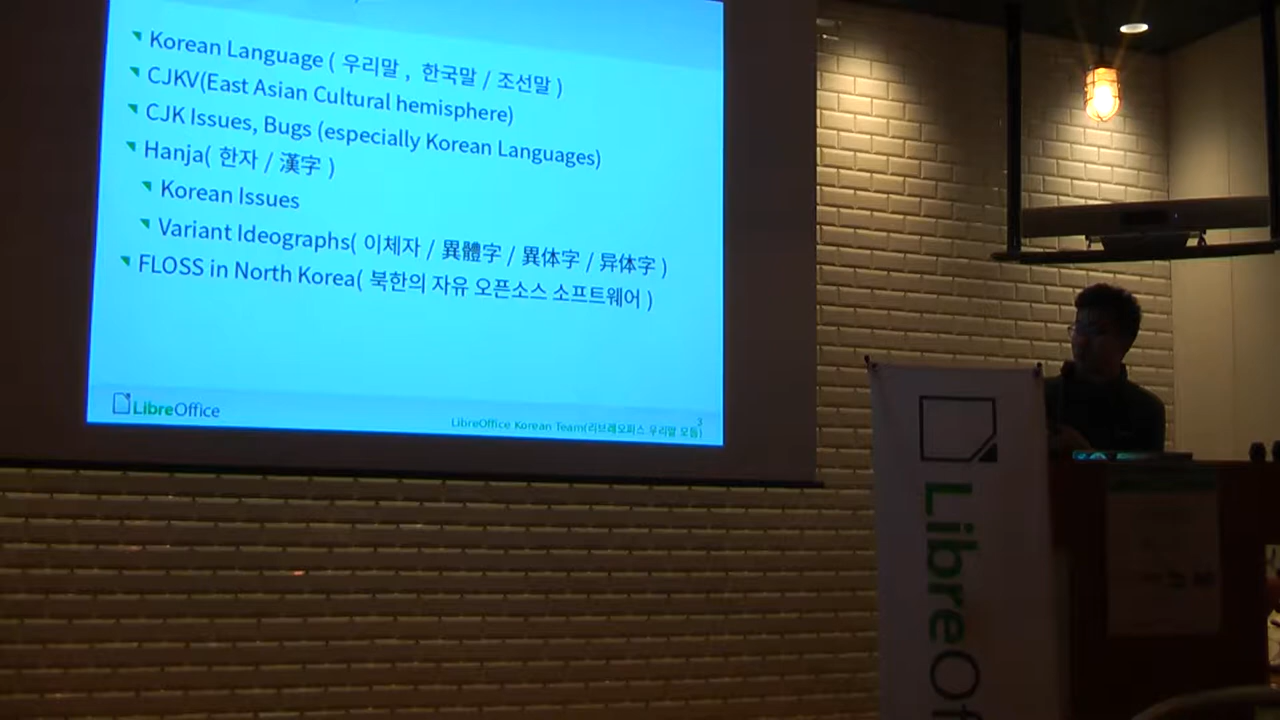 Korean Language ( 우리말 , 한국말 / 조선말 )
CJKV(East Asian Cultural hemisphere)
CJK Issues, Bugs (especially Korean Languages)
Hanja( 한자 / 漢字 )
Korean Issues
Variant Ideographs( 이체자 / 異體字 / 異体字 / 异体字 )
FLOSS in North Korea( 북한의 자유 오픈소스 소프트웨어 )
LibreOffice
3
LibreOffice Korean Team(리브레오피스 우리말 모둠)
LibreOf